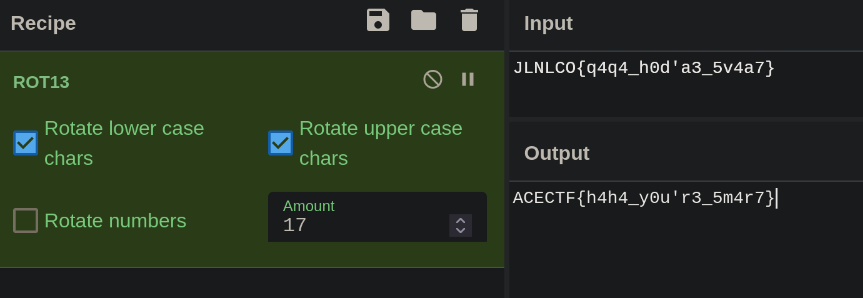 Recipe
ROT13
Rotate lower case
chars
Rotate upper case
chars
Rotate numbers
Amount
17
Input
JLNLCO{q4q4_h0d'a3_5v4a7}
Output
ACECTF{h4h4_y0u'r3_5m4r7}